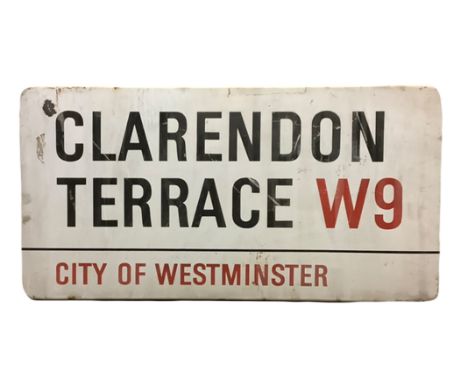 CLARENDON
TERRACE W9
CITY OF WESTMINSTER